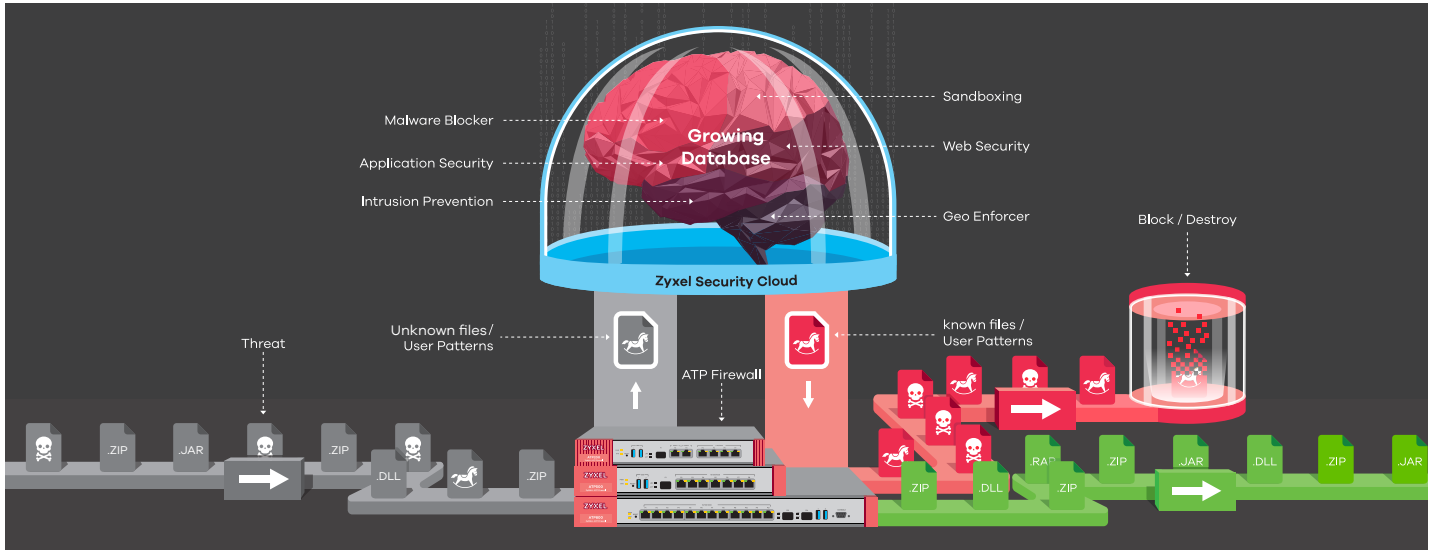 Malware Blocker
Application Security
Intrusion Prevention
Growing
Database
Sandboxing
Web Security
Geo Enforcer
Block / Destroy
Zyxel Security Cloud
Unknown files /
User Patterns
known files /
User Patterns
Threat
ATP Firewall
.ZIP
.JAR
.ZIP
.DLL
.ZIP
ZYXEL
ZYXEL
ZYXEL
.ZIP
.DLL
.RAR
.ZIP
.ZIP
.JAR
.DLL
.ZIP
.JAR